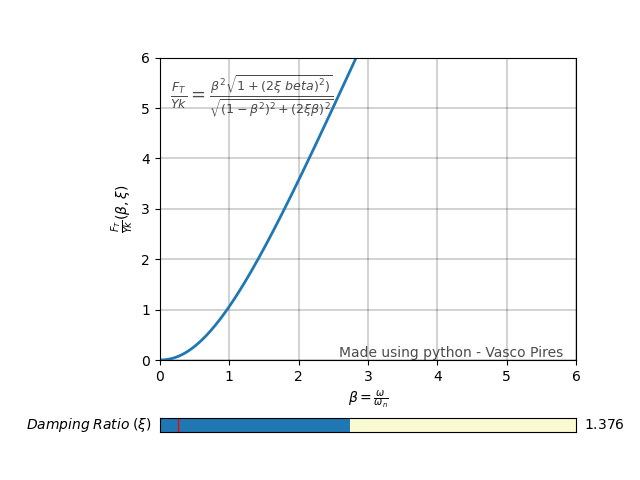 6
F_T/Yk = β²√(1 + (2ξ beta)²) / √((1 − β²)² + (2ξβ)²)
5
4
3
2
1
0
F_T/Yk (β, ξ)
Made using python - Vasco Pires
0 1 2 3 4 5 6
β = ω/ω_n
Damping Ratio (ξ) 1.376